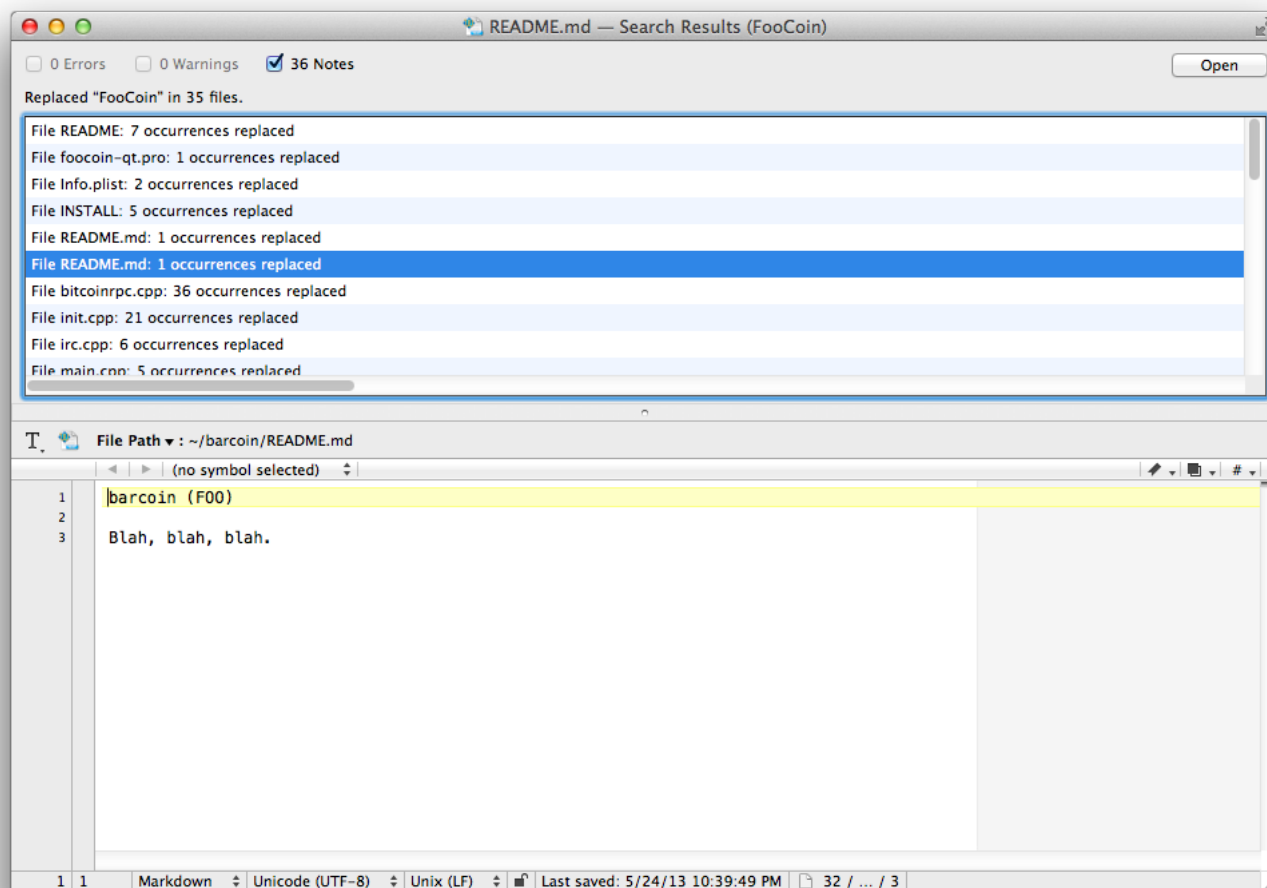 README.md — Search Results (FooCoin)
0 Errors 0 Warnings 36 Notes Open
Replaced “FooCoin” in 35 files.
File README: 7 occurrences replaced
File foocoin-qt.pro: 1 occurrences replaced
File Info.plist: 2 occurrences replaced
File INSTALL: 5 occurrences replaced
File README.md: 1 occurrences replaced
File README.md: 1 occurrences replaced
File bitcoinrpc.cpp: 36 occurrences replaced
File init.cpp: 21 occurrences replaced
File irc.cpp: 6 occurrences replaced
File main.cpp: 5 occurrences replaced
T File Path ▾ : ~/barcoin/README.md
(no symbol selected) #
1 barcoin (FOO)
2
3 Blah, blah, blah.
1 1 Markdown Unicode (UTF-8) Unix (LF) Last saved: 5/24/13 10:39:49 PM 32 / ... / 3